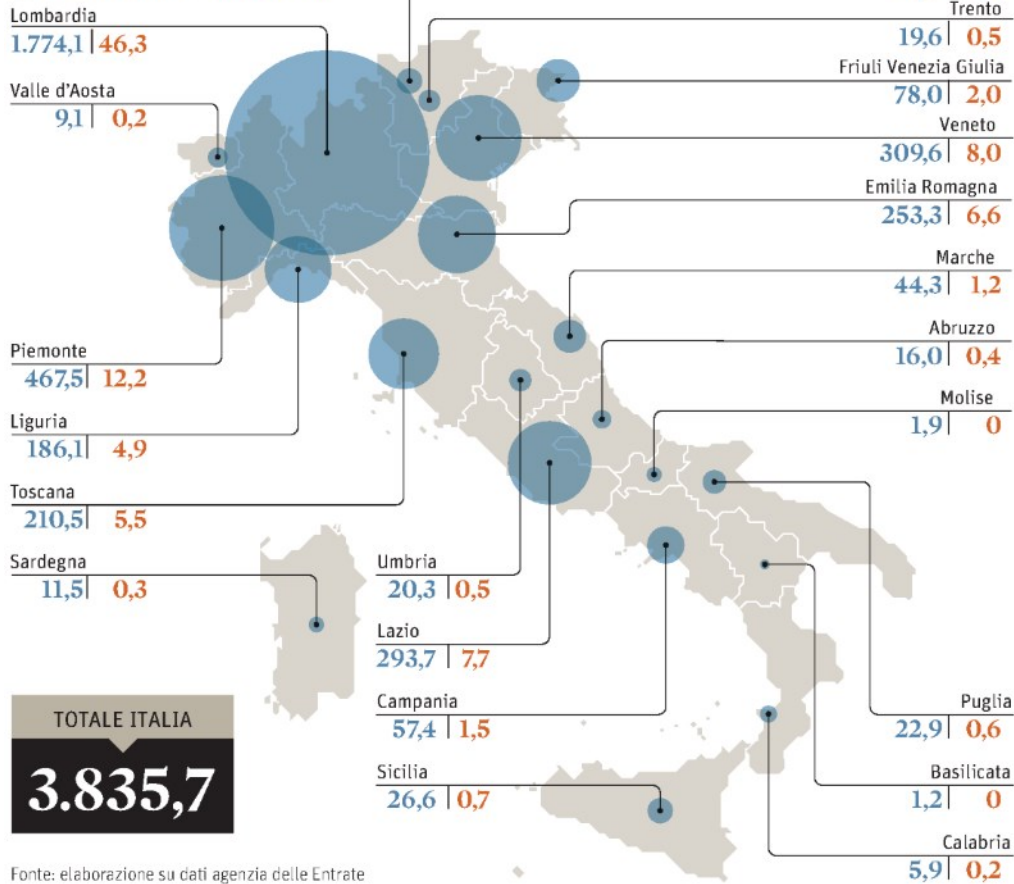 Lombardia
1.774,1 46,3
Valle d'Aosta
9,1 0,2
Piemonte
467,5 12,2
Liguria
186,1 4,9
Toscana
210,5 5,5
Sardegna
11,5 0,3
Umbria
20,3 0,5
Lazio
293,7 7,7
Campania
57,4 1,5
Sicilia
26,6 0,7
Trento
19,6 0,5
Friuli Venezia Giulia
78,0 2,0
Veneto
309,6 8,0
Emilia Romagna
253,3 6,6
Marche
44,3 1,2
Abruzzo
16,0 0,4
Molise
1,9 0
Puglia
22,9 0,6
Basilicata
1,2 0
Calabria
5,9 0,2
TOTALE ITALIA
3.835,7
Fonte: elaborazione su dati agenzia delle Entrate